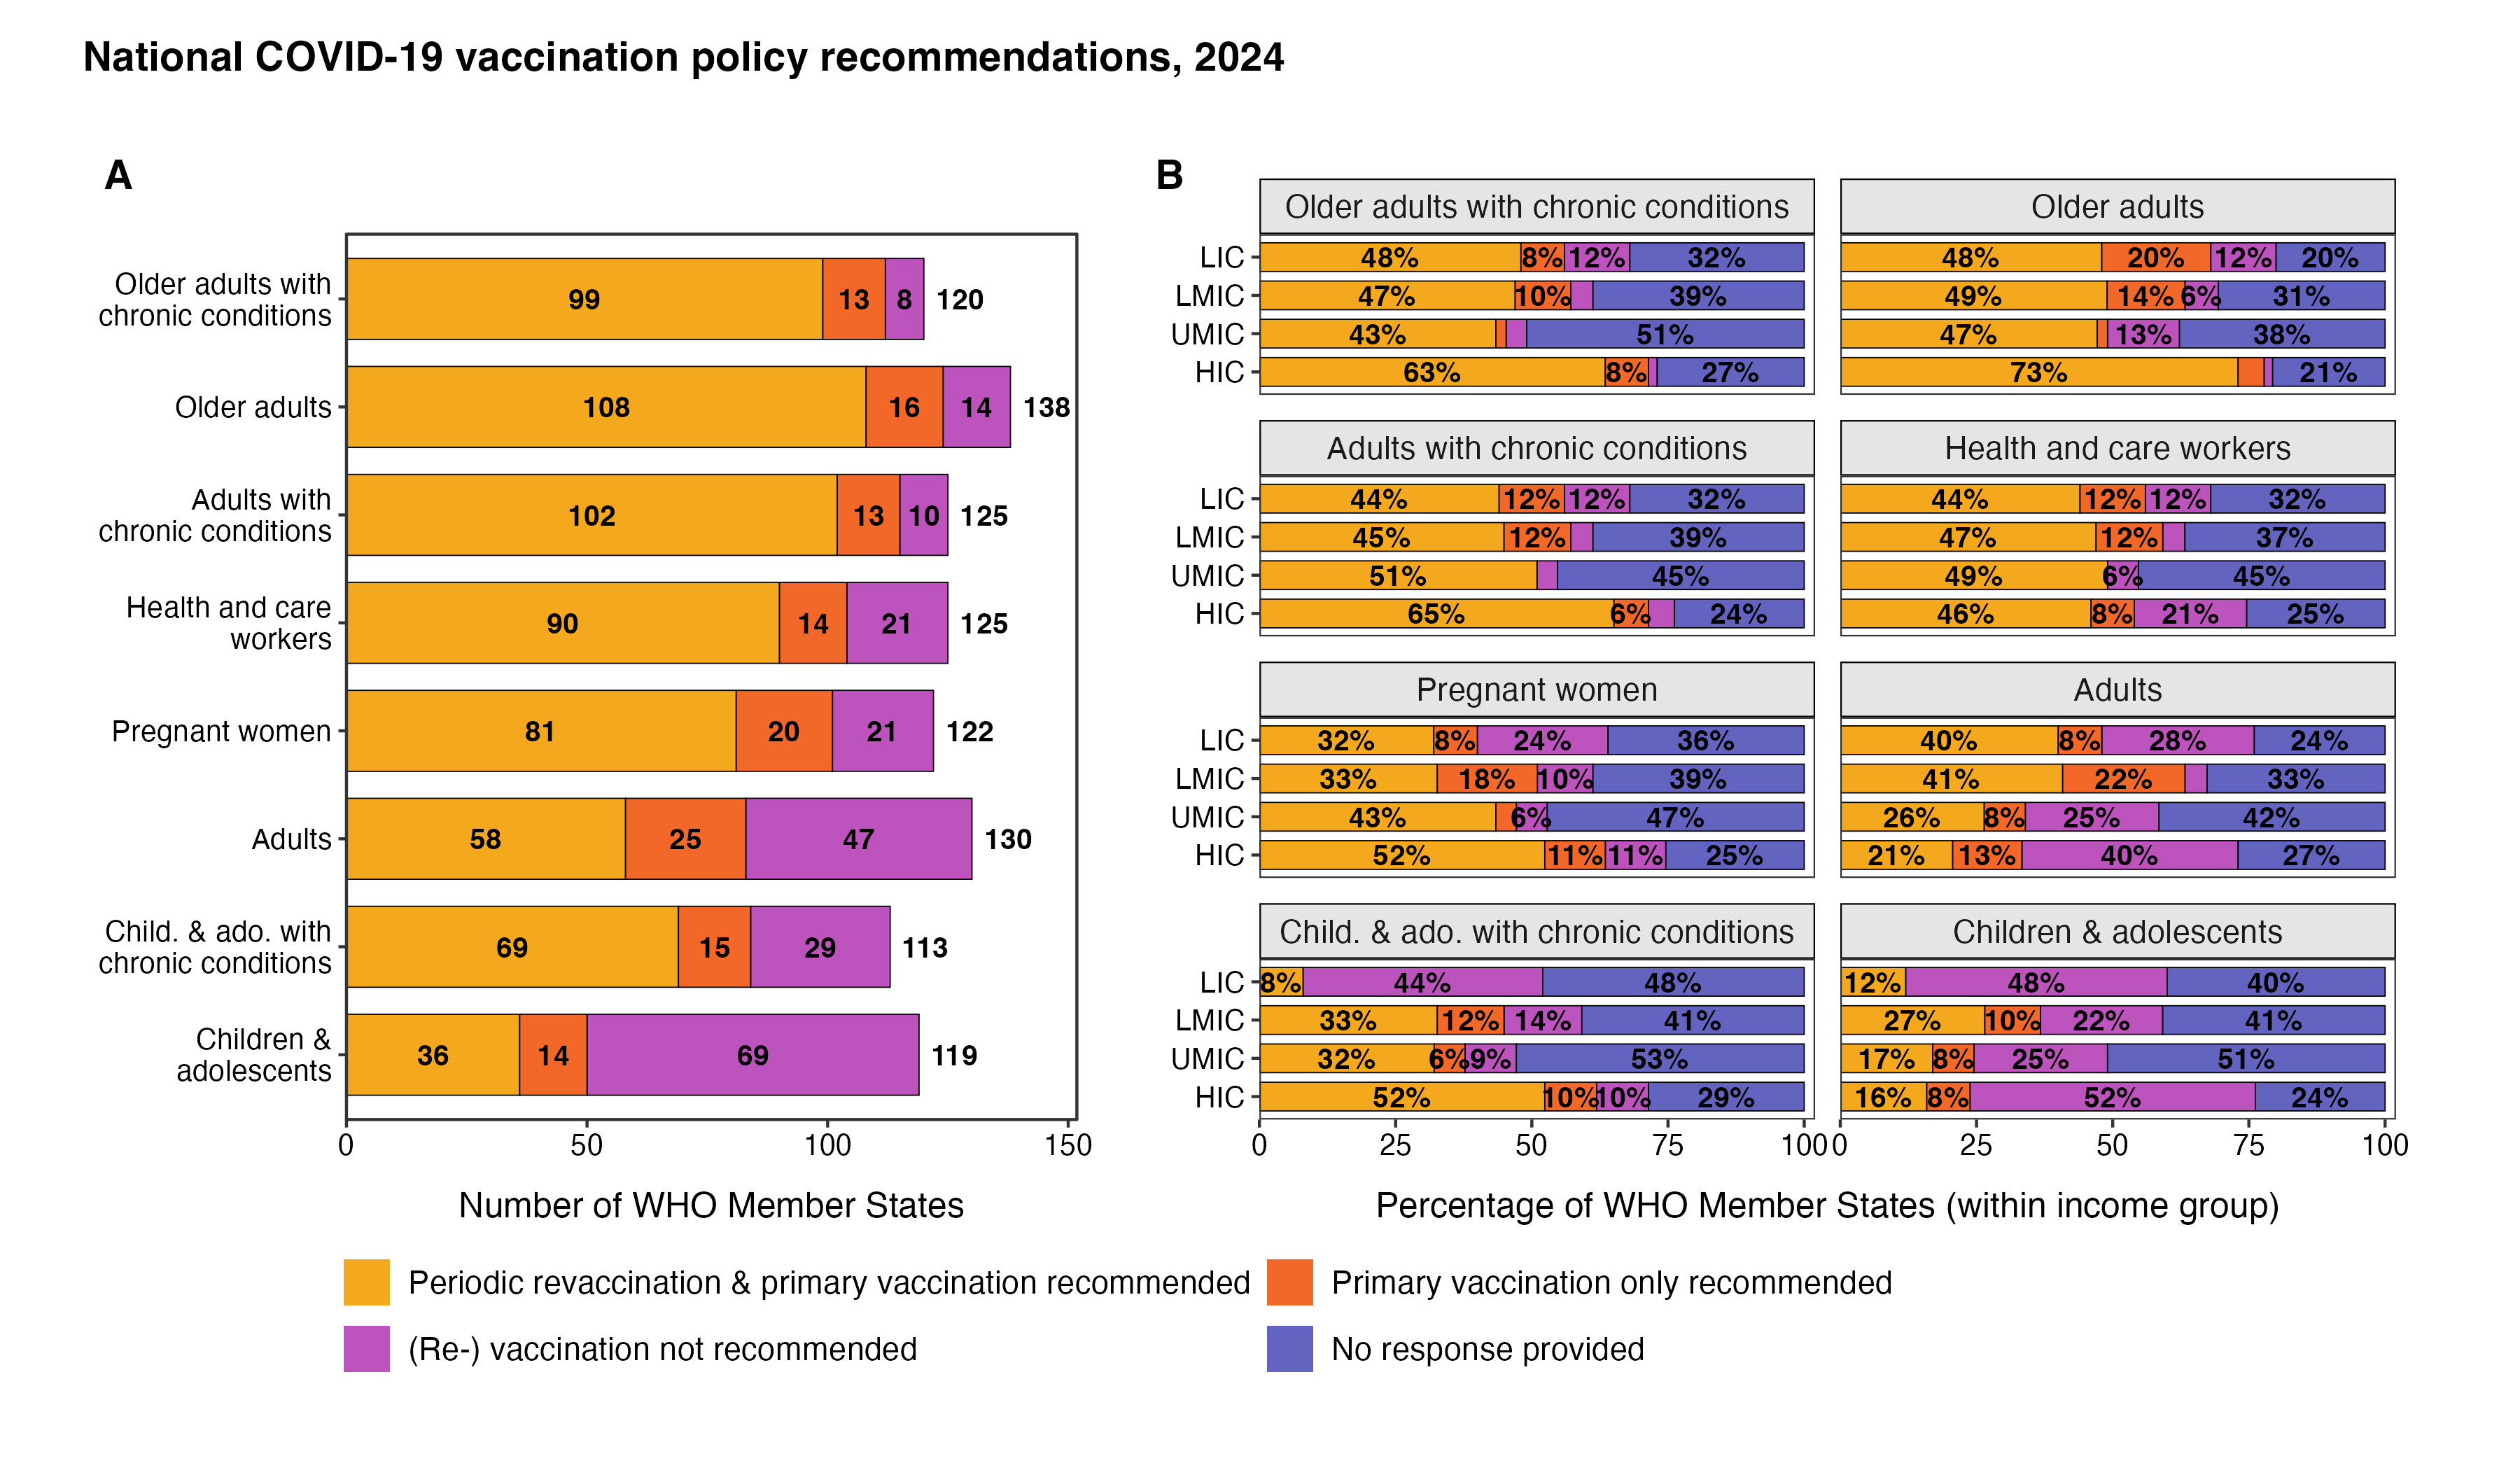 National COVID-19 vaccination policy recommendations, 2024
A
Older adults with
chronic conditions
99 13 8 120
Older adults
108 16 14 138
Adults with
chronic conditions
102 13 10 125
Health and care
workers
90 14 21 125
Pregnant women
81 20 21 122
Adults
58 25 47 130
Child. & ado. with
chronic conditions
69 15 29 113
Children &
adolescents
36 14 69 119
0 50 100 150
Number of WHO Member States
B
Older adults with chronic conditions
LIC 48% 8% 12% 32%
LMIC 47% 10% 39%
UMIC 43% 51%
HIC 63% 8% 27%
Older adults
48% 20% 12% 20%
49% 14% 6% 31%
47% 13% 38%
73% 21%
Adults with chronic conditions
LIC 44% 12% 12% 32%
LMIC 45% 12% 39%
UMIC 51% 45%
HIC 65% 6% 24%
Health and care workers
44% 12% 12% 32%
47% 12% 37%
49% 6% 45%
46% 8% 21% 25%
Pregnant women
LIC 32% 8% 24% 36%
LMIC 33% 18% 10% 39%
UMIC 43% 6% 47%
HIC 52% 11% 11% 25%
Adults
40% 8% 28% 24%
41% 22% 33%
26% 8% 25% 42%
21% 13% 40% 27%
Child. & ado. with chronic conditions
LIC 8% 44% 48%
LMIC 33% 12% 14% 41%
UMIC 32% 6% 9% 53%
HIC 52% 10% 10% 29%
Children & adolescents
12% 48% 40%
27% 10% 22% 41%
17% 8% 25% 51%
16% 8% 52% 24%
0 25 50 75 100
0 25 50 75 100
Percentage of WHO Member States (within income group)
Periodic revaccination & primary vaccination recommended
Primary vaccination only recommended
(Re-) vaccination not recommended
No response provided